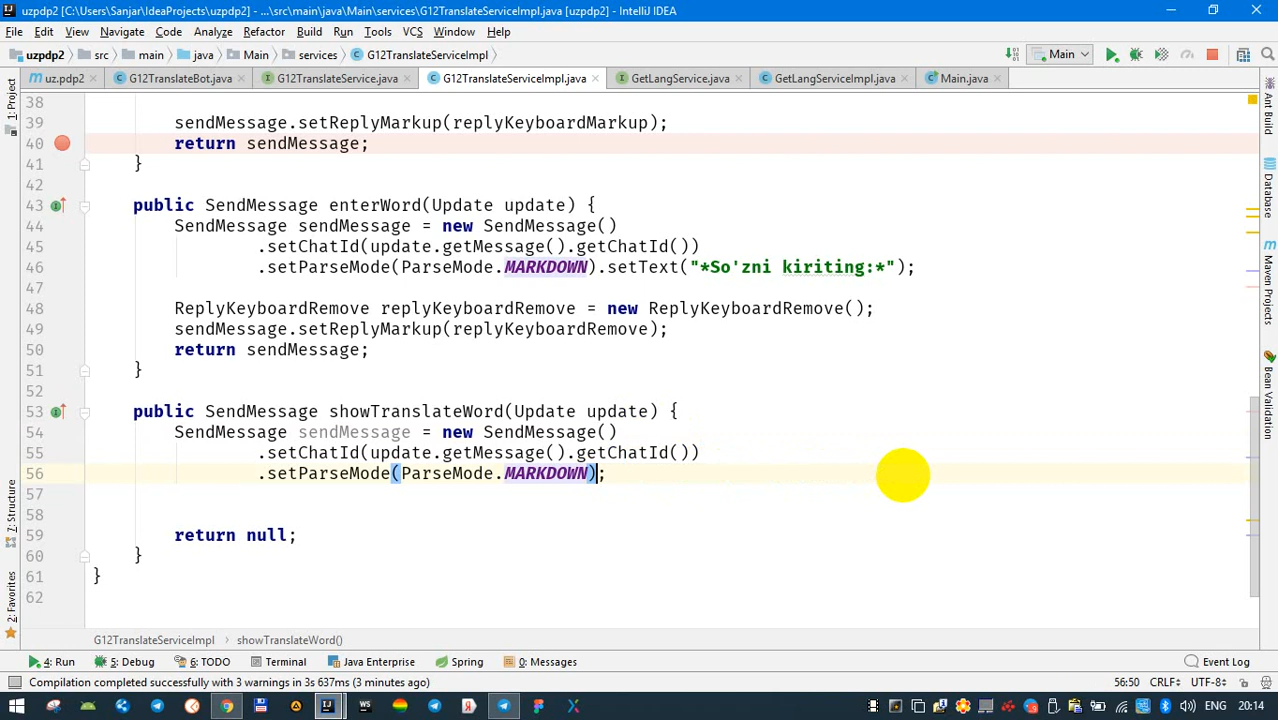 uzpdp2 [C:\Users\Sanjar\IdeaProjects\uzpdp2] - ...\src\main\java\Main\services\G12TranslateServiceImpl.java [uzpdp2] - IntelliJ IDEA
File Edit View Navigate Code Analyze Refactor Build Run Tools VCS Window Help
uzpdp2 src main java Main services G12TranslateServiceImpl Main
uz.pdp2 G12TranslateBot.java G12TranslateService.java G12TranslateServiceImpl.java GetLangService.java GetLangServiceImpl.java Main.java
1: Project
7: Structure
2: Favorites
38
39 sendMessage.setReplyMarkup(replyKeyboardMarkup);
40 return sendMessage;
41 }
42
43 public SendMessage enterWord(Update update) {
44 SendMessage sendMessage = new SendMessage()
45 .setChatId(update.getMessage().getChatId())
46 .setParseMode(ParseMode.MARKDOWN).setText("*So'zni kiriting:*");
47
48 ReplyKeyboardRemove replyKeyboardRemove = new ReplyKeyboardRemove();
49 sendMessage.setReplyMarkup(replyKeyboardRemove);
50 return sendMessage;
51 }
52
53 public SendMessage showTranslateWord(Update update) {
54 SendMessage sendMessage = new SendMessage()
55 .setChatId(update.getMessage().getChatId())
56 .setParseMode(ParseMode.MARKDOWN);
57
58
59 return null;
60 }
61 }
62
Ant Build
Database
Maven Projects
Bean Validation
G12TranslateServiceImpl showTranslateWord()
4: Run 5: Debug 6: TODO Terminal Java Enterprise Spring 0: Messages Event Log
Compilation completed successfully with 3 warnings in 3s 637ms (3 minutes ago) 56:50 CRLF UTF-8
ENG 20:14